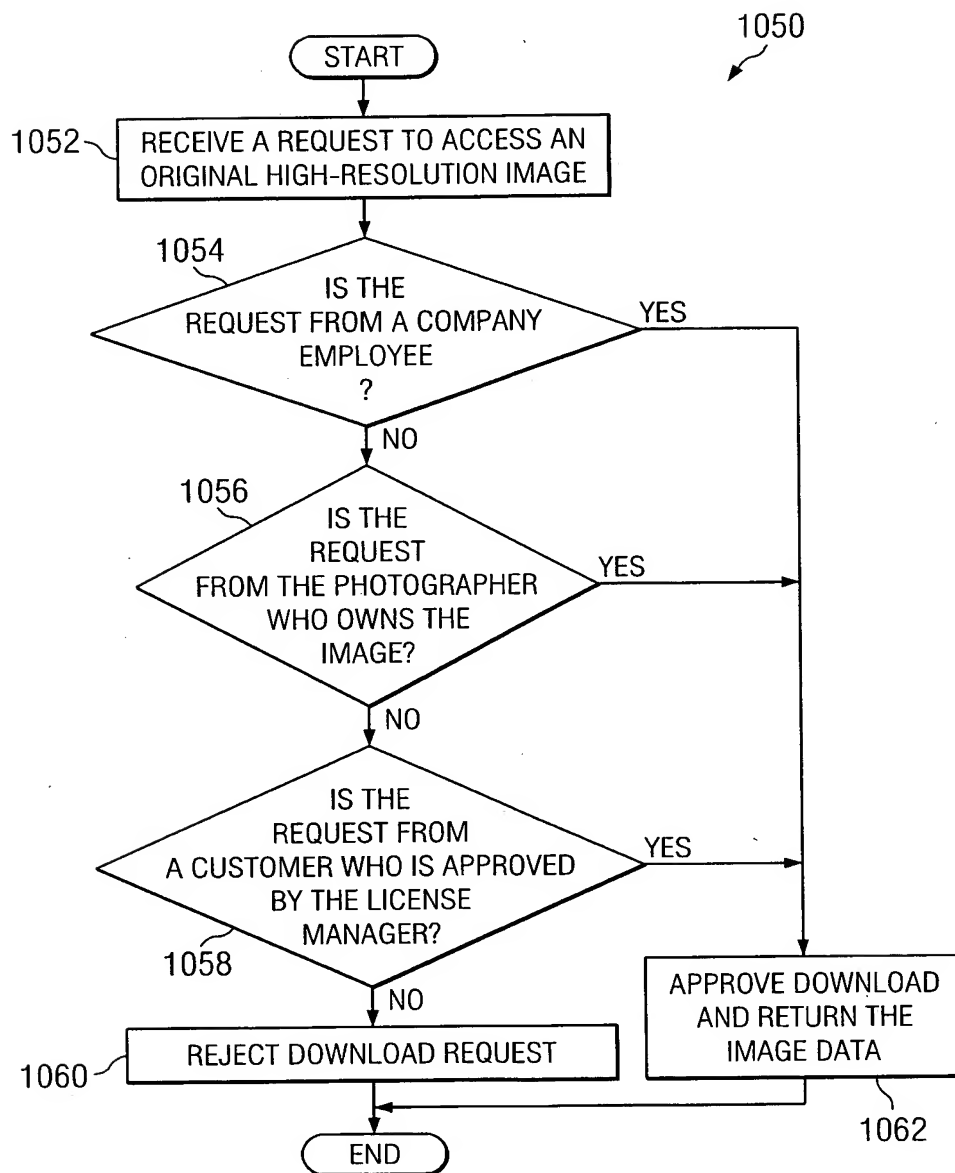 1050
START
1052
RECEIVE A REQUEST TO ACCESS AN
ORIGINAL HIGH-RESOLUTION IMAGE
1054
IS THE
REQUEST FROM A COMPANY
EMPLOYEE
?
YES
NO
1056
IS THE
REQUEST
FROM THE PHOTOGRAPHER
WHO OWNS THE
IMAGE?
YES
NO
IS THE
REQUEST FROM
A CUSTOMER WHO IS APPROVED
BY THE LICENSE
MANAGER?
YES
1058
NO
APPROVE DOWNLOAD
AND RETURN THE
IMAGE DATA
1060
REJECT DOWNLOAD REQUEST
1062
END